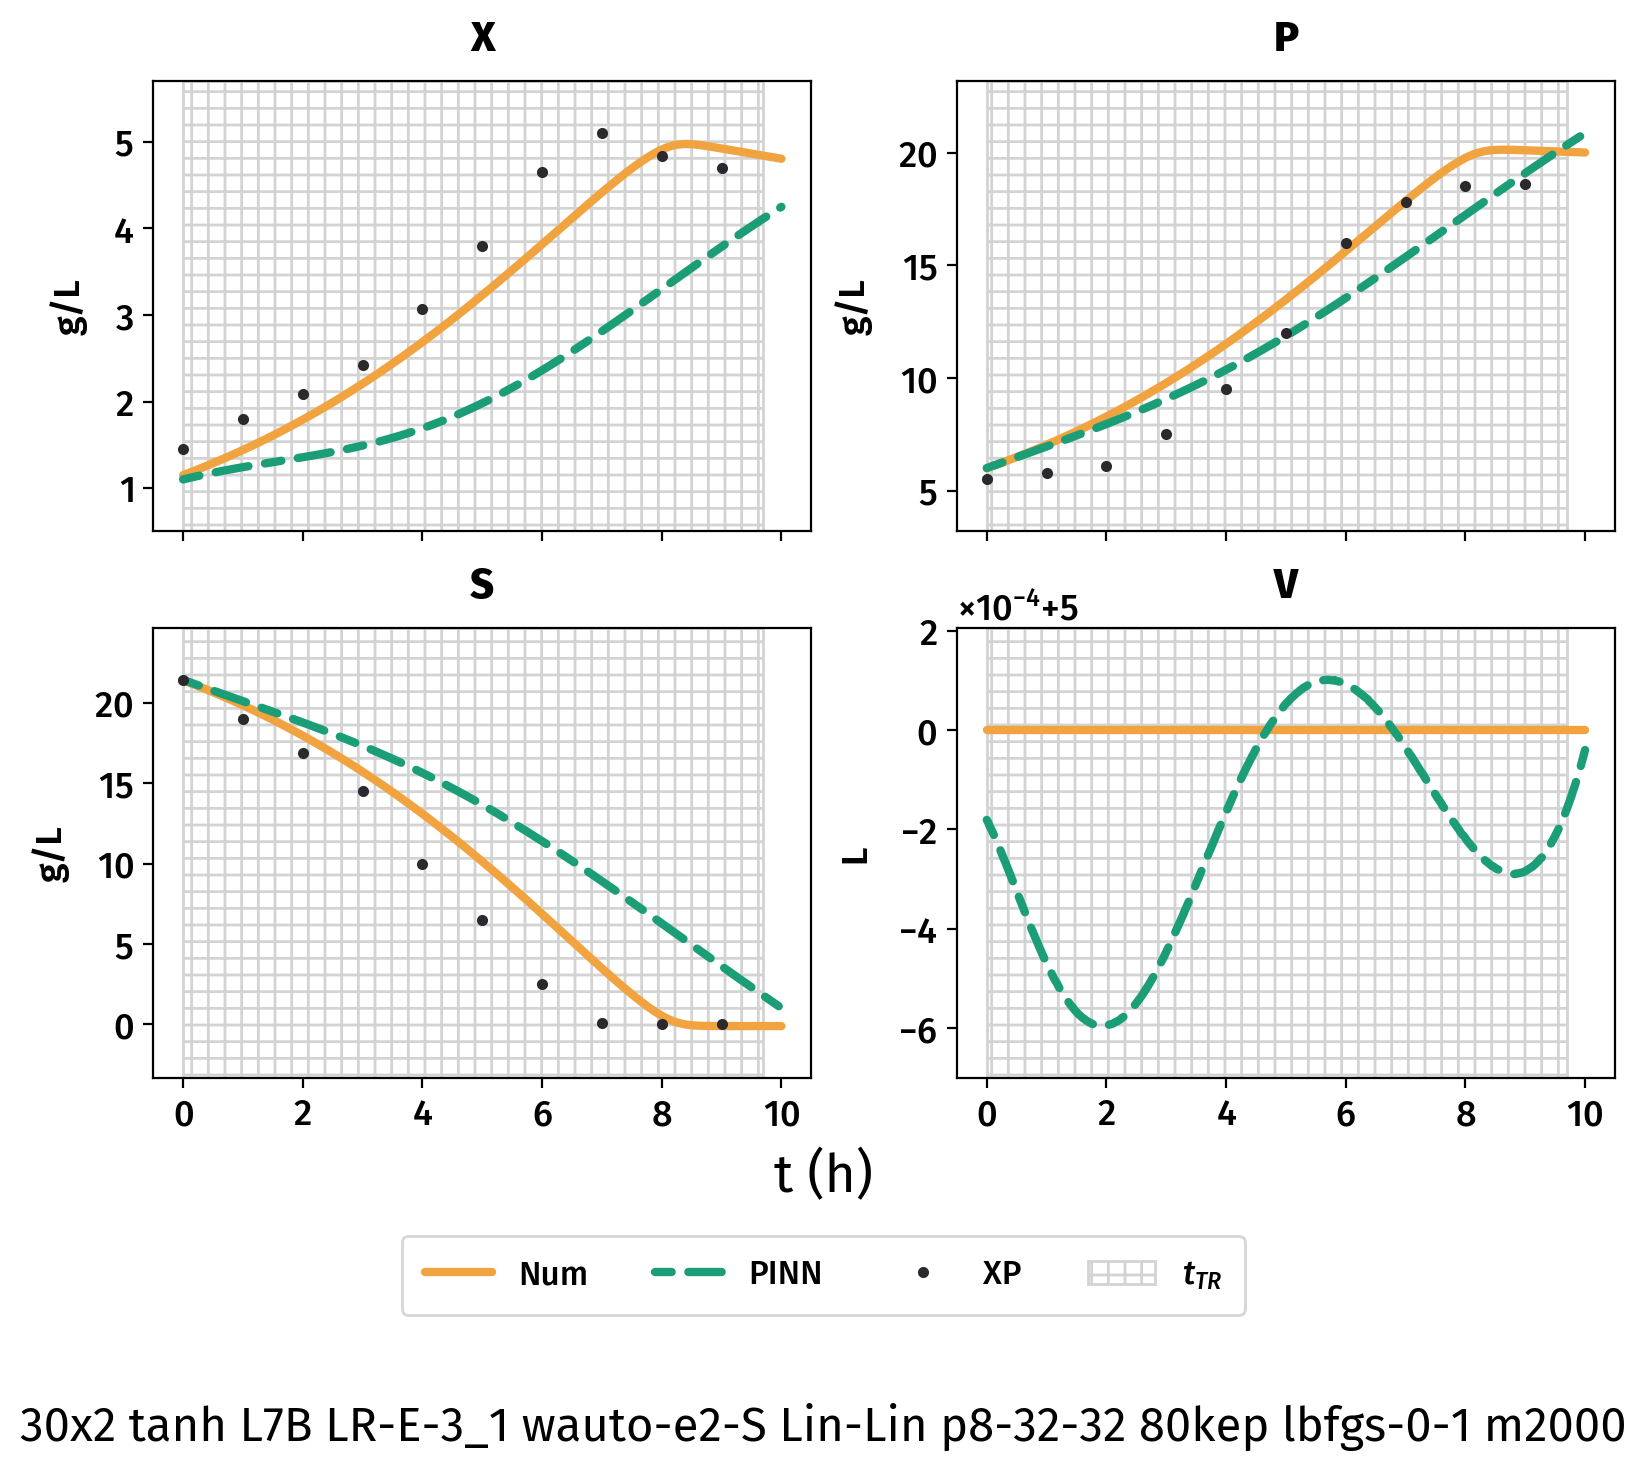 X
P
5
4
3
2
1
g/L
20
15
10
5
g/L
S
V
20
15
10
5
0
g/L
×10⁻⁴+5
2
0
−2
−4
−6
L
0 2 4 6 8 10
0 2 4 6 8 10
t (h)
Num PINN XP t_TR
30x2 tanh L7B LR-E-3_1 wauto-e2-S Lin-Lin p8-32-32 80kep lbfgs-0-1 m2000